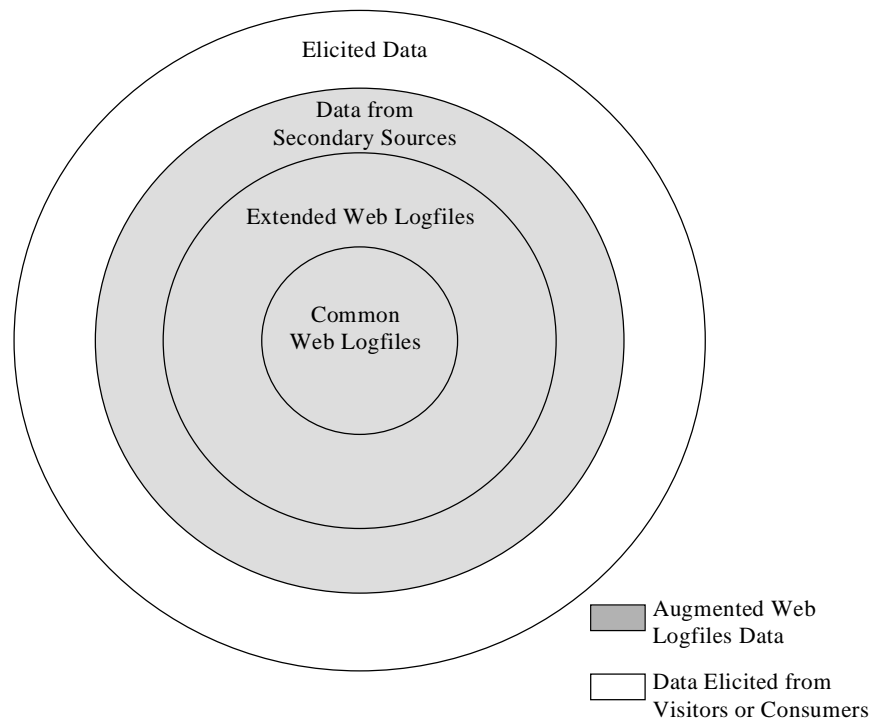 Elicited Data
Data from
Secondary Sources
Extended Web Logfiles
Common
Web Logfiles
Augmented Web
Logfiles Data
Data Elicited from
Visitors or Consumers